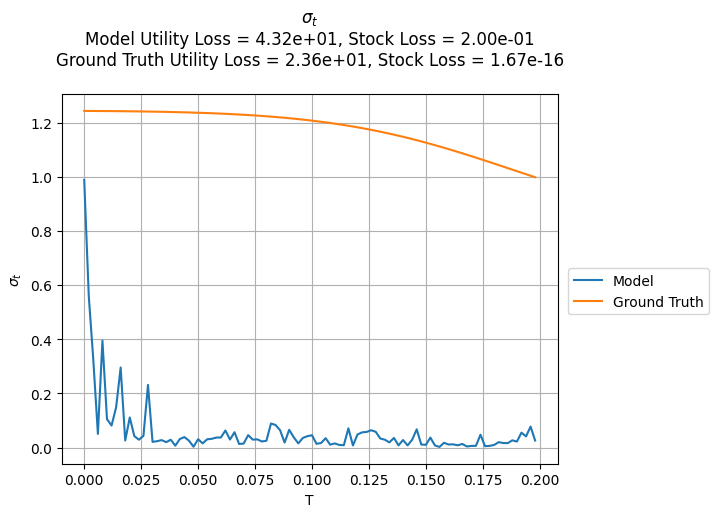 σt
Model Utility Loss = 4.32e+01, Stock Loss = 2.00e-01
Ground Truth Utility Loss = 2.36e+01, Stock Loss = 1.67e-16
1.2
1.0
0.8
0.6
0.4
0.2
0.0
σt
0.000 0.025 0.050 0.075 0.100 0.125 0.150 0.175 0.200
T
Model
Ground Truth